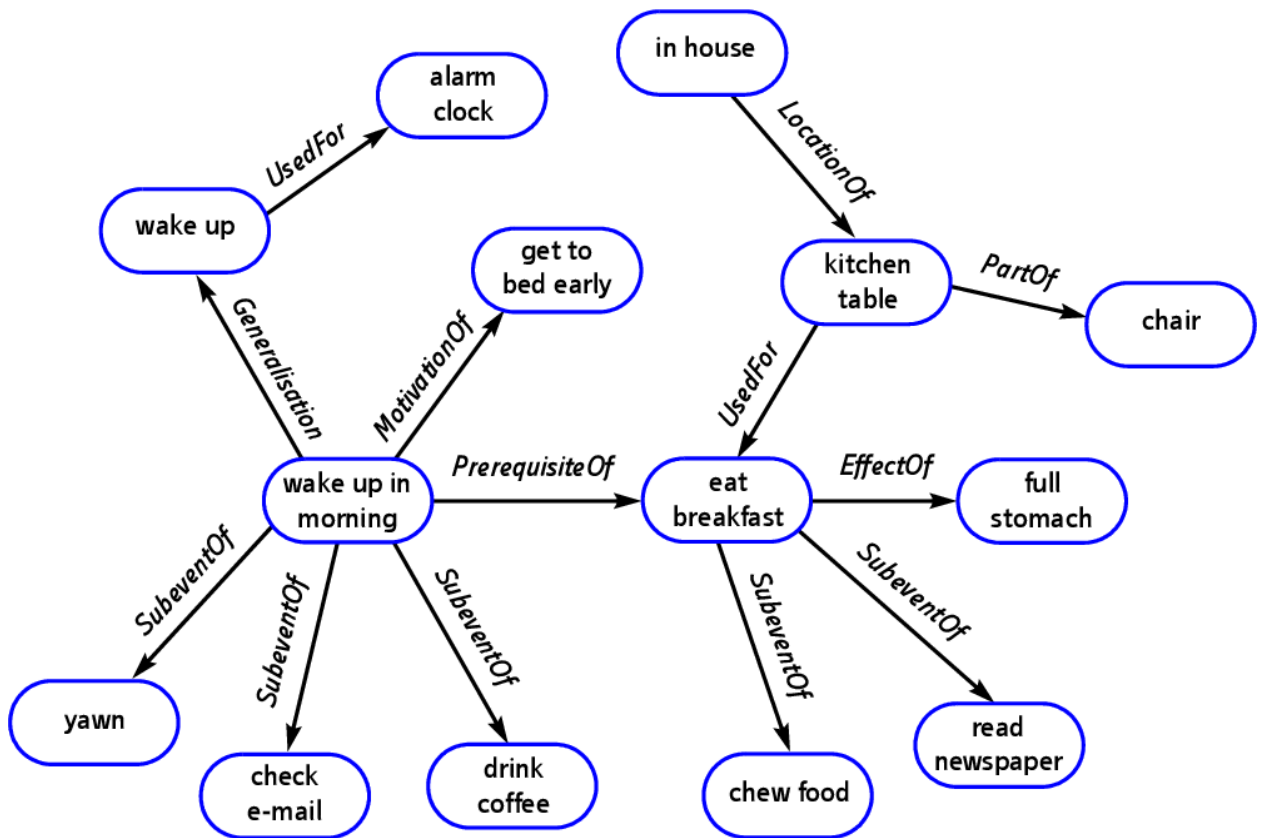 in house
alarm
clock
LocationOf
UsedFor
wake up
get to
bed early
kitchen
table
PartOf
chair
Generalisation
MotivationOf
UsedFor
wake up in
morning
PrerequisiteOf
eat
breakfast
EffectOf
full
stomach
SubeventOf
SubeventOf
SubeventOf
SubeventOf
SubeventOf
yawn
check
e-mail
drink
coffee
chew food
read
newspaper